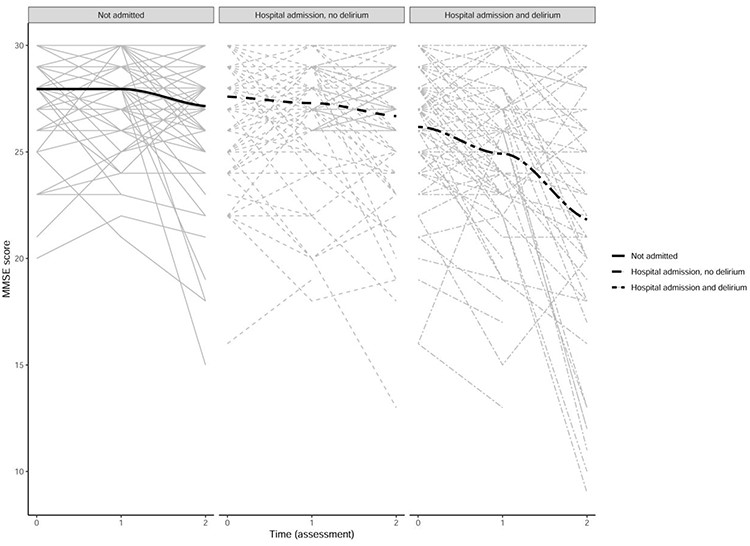 Not admitted
Hospital admission, no delirium
Hospital admission and delirium
30
25
20
15
10
MMSE score
0 1 2
0 1 2
0 1 2
Time (assessment)
Not admitted
Hospital admission, no delirium
Hospital admission and delirium